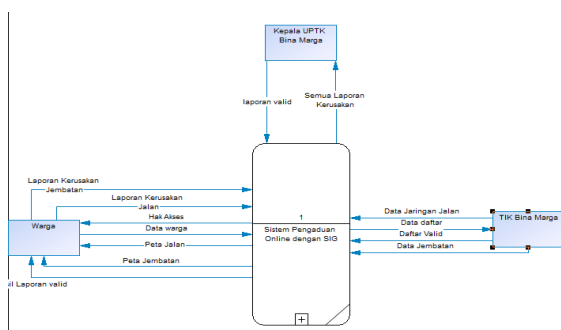 Kepala UPTK
Bina Marga
laporan valid
Semua Laporan
Kerusakan
Laporan Kerusakan
Jembatan
Laporan Kerusakan
Jalan
Hak Akses
Data warga
Peta Jalan
Peta Jembatan
il Laporan valid
Warga
1
Sistem Pengaduan
Online dengan SIG
Data Jaringan Jalan
Data daftar
Daftar Valid
Data Jembatan
TIK Bina Marga